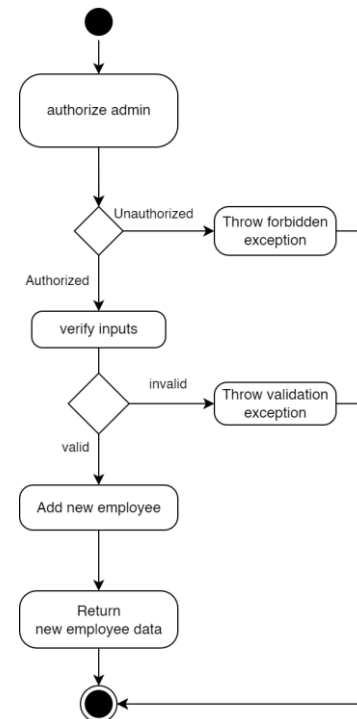 authorize admin
Unauthorized
Throw forbidden
exception
Authorized
verify inputs
invalid
Throw validation
exception
valid
Add new employee
Return
new employee data